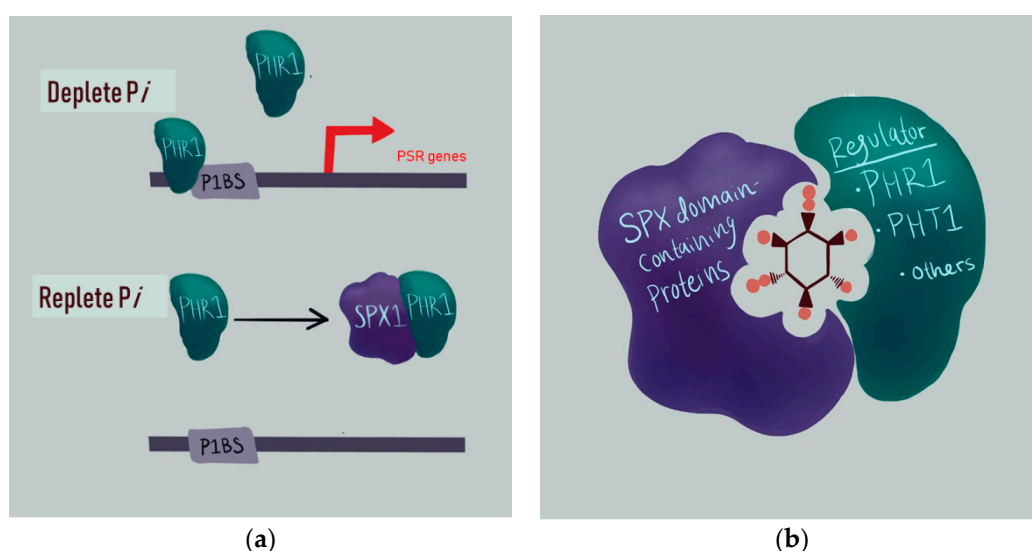 PHR1
Deplete Pi
PHR1
P1BS
PSR genes
Replete Pi
PHR1
SPX1
PHR1
P1BS
(a)
SPX domain-
containing
proteins
Regulator
·PHR1
·PHT1
·others
(b)